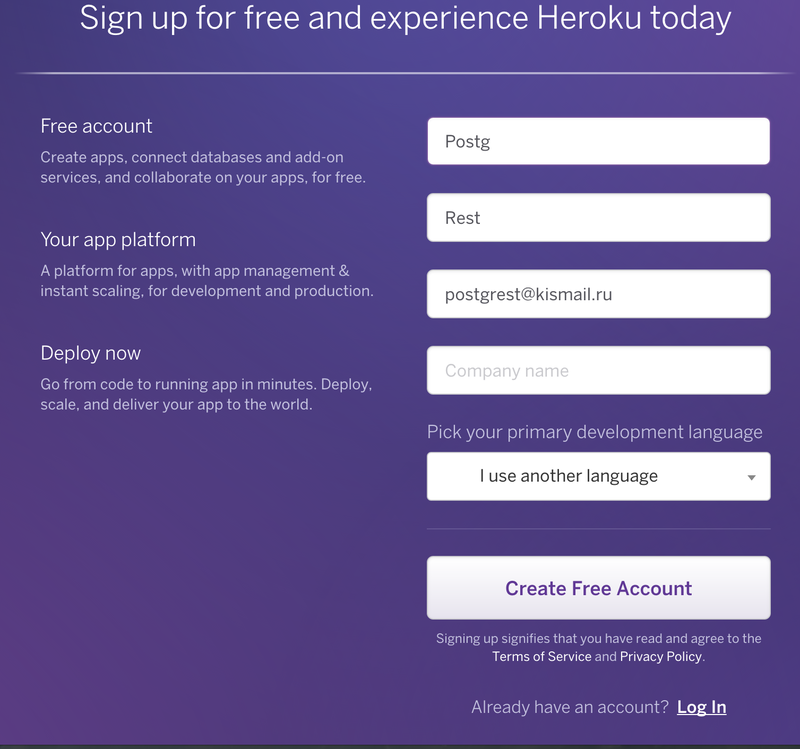 Sign up for free and experience Heroku today
Free account
Create apps, connect databases and add-on
services, and collaborate on your apps, for free.
Your app platform
A platform for apps, with app management &
instant scaling, for development and production.
Deploy now
Go from code to running app in minutes. Deploy,
scale, and deliver your app to the world.
Postg
Rest
postgrest@kismail.ru
Company name
Pick your primary development language
I use another language
Create Free Account
Signing up signifies that you have read and agree to the
Terms of Service and Privacy Policy.
Already have an account? Log In